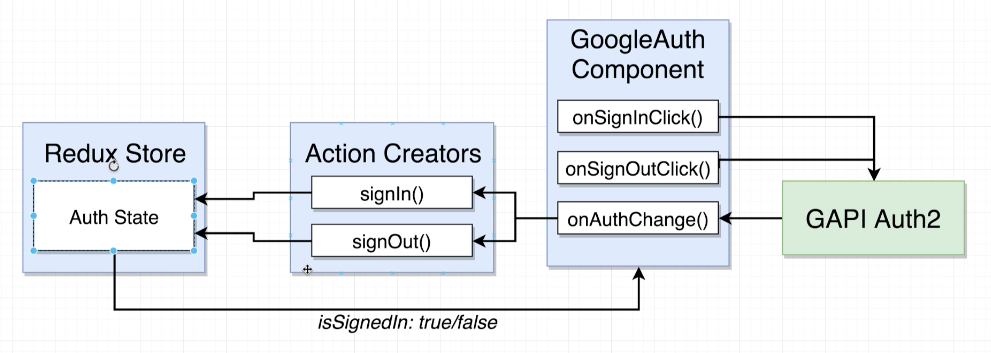 GoogleAuth
Component
onSignInClick()
onSignOutClick()
onAuthChange()
Redux Store
Auth State
Action Creators
signIn()
signOut()
GAPI Auth2
isSignedIn: true/false